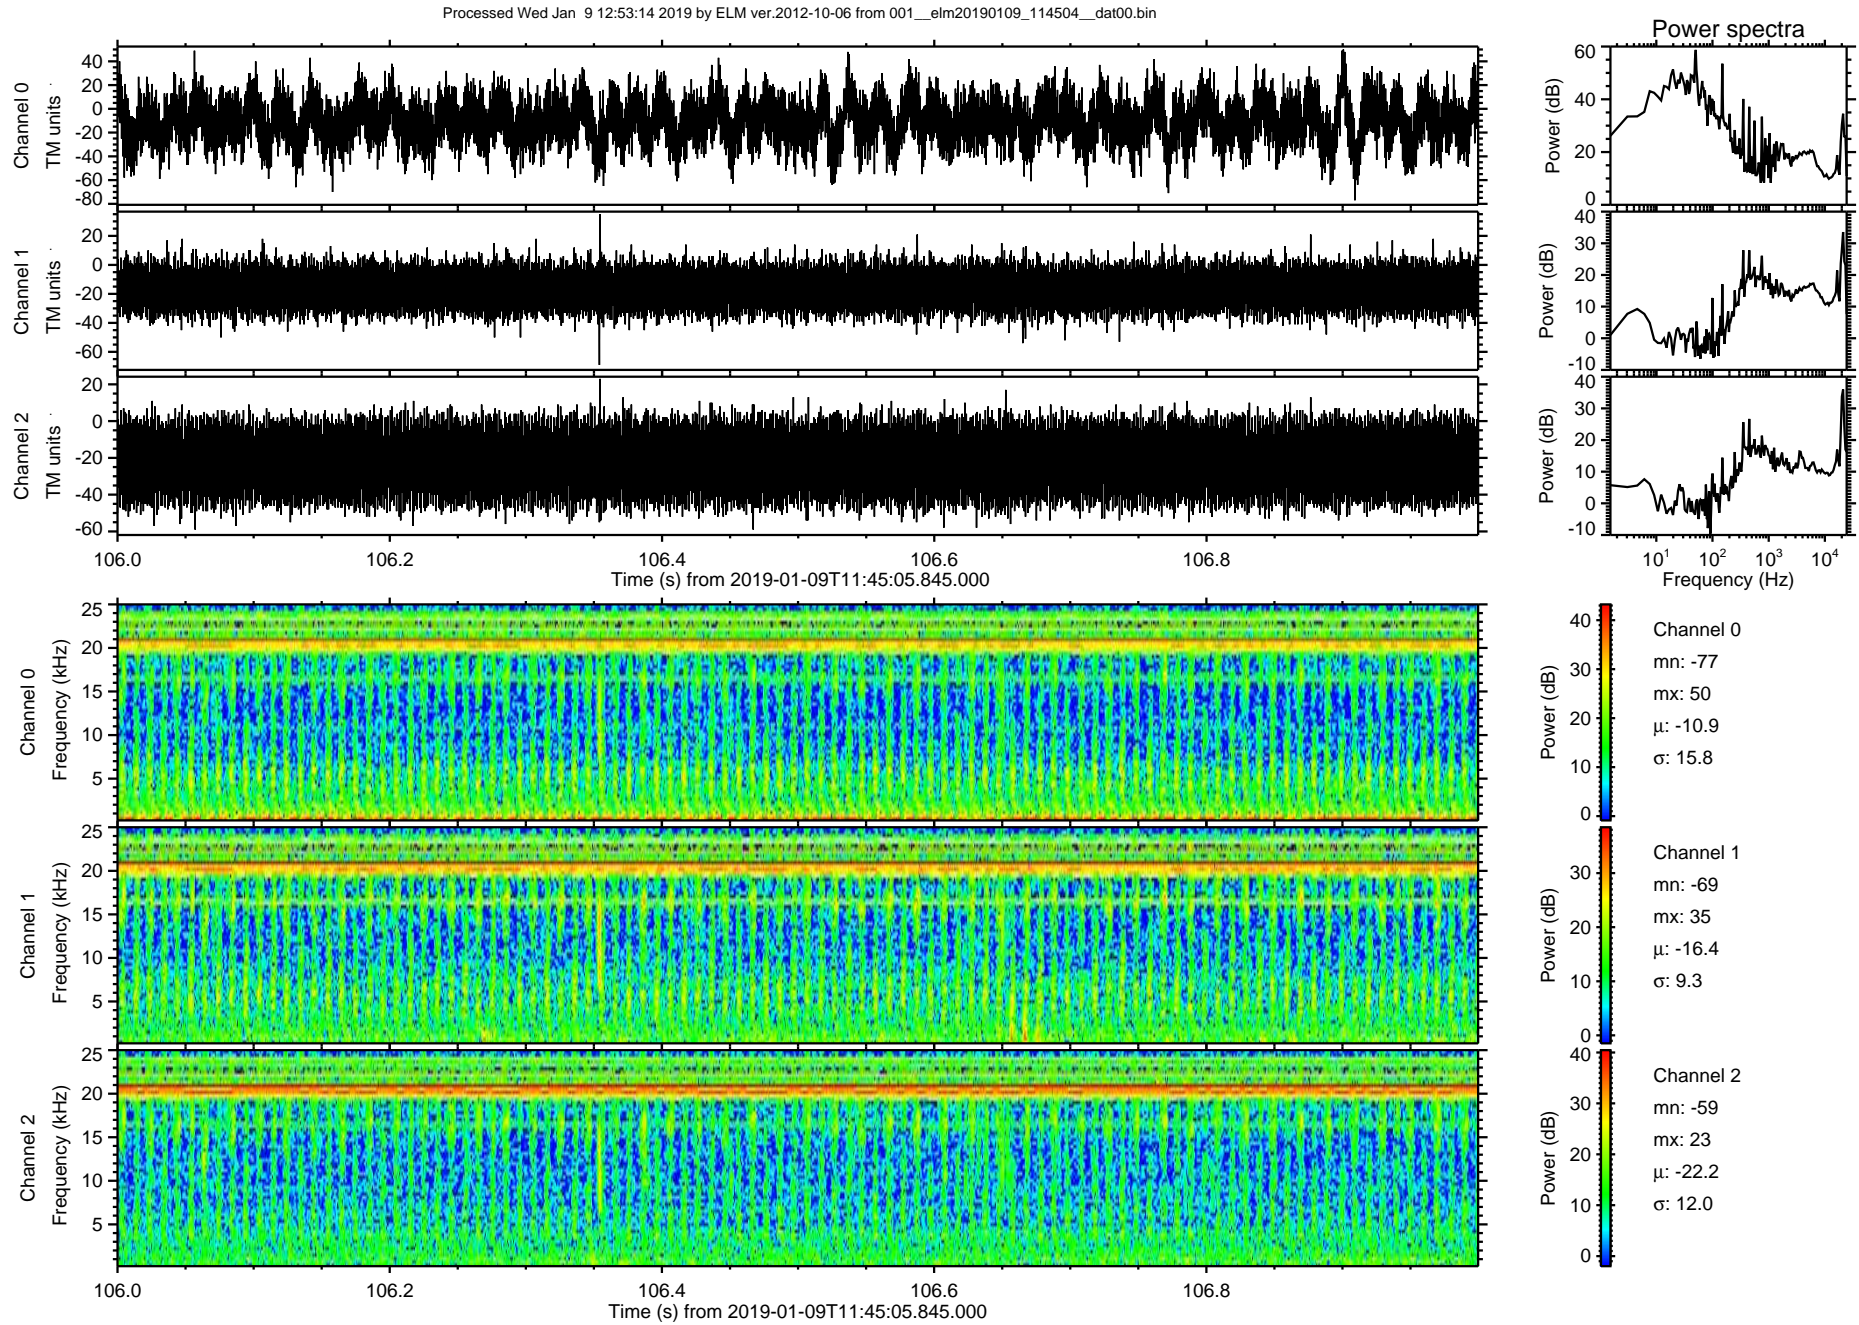 Processed Wed Jan  9 12:53:14 2019 by ELM ver.2012-10-06 from 001__elm20190109_114504__dat00.bin
Power spectra
Channel 0
TM units
40
20
0
-20
-40
-60
-80
Power (dB)
60
40
20
0
Channel 1
TM units
20
0
-20
-40
-60
Power (dB)
40
30
20
10
0
-10
Channel 2
TM units
20
0
-20
-40
-60
Power (dB)
40
30
20
10
0
-10
106.0 106.2 106.4 106.6 106.8
Time (s) from 2019-01-09T11:45:05.845.000
10¹ 10² 10³ 10⁴
Frequency (Hz)
Channel 0
Frequency (kHz)
25
20
15
10
5
Power (dB)
40
30
20
10
0
Channel 0
mn: -77
mx: 50
µ: -10.9
σ: 15.8
Channel 1
Frequency (kHz)
25
20
15
10
5
Power (dB)
30
20
10
0
Channel 1
mn: -69
mx: 35
µ: -16.4
σ: 9.3
Channel 2
Frequency (kHz)
25
20
15
10
5
Power (dB)
40
30
20
10
0
Channel 2
mn: -59
mx: 23
µ: -22.2
σ: 12.0
106.0 106.2 106.4 106.6 106.8
Time (s) from 2019-01-09T11:45:05.845.000